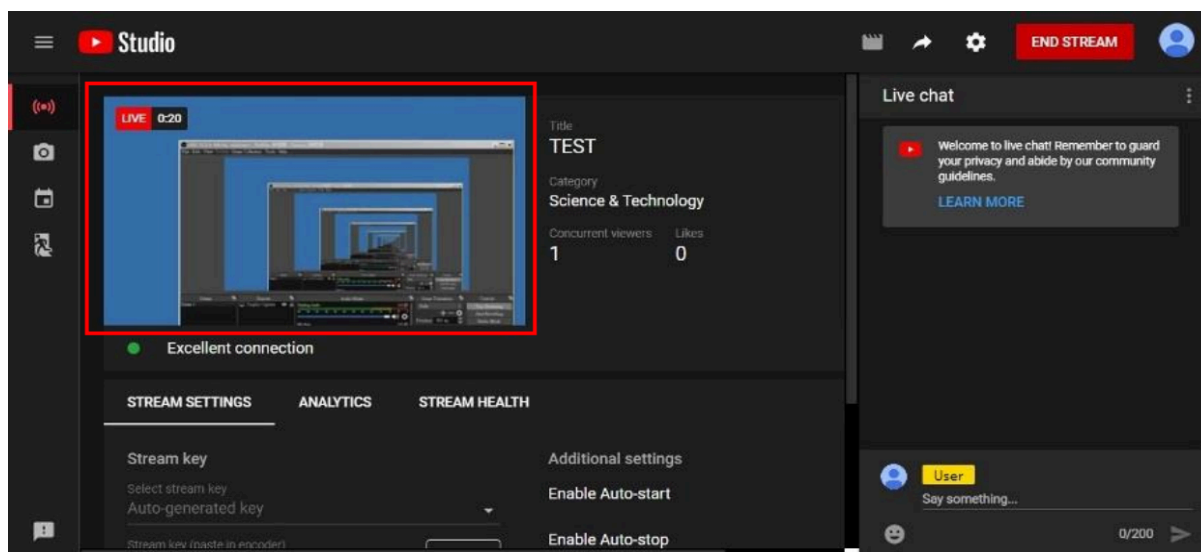 Studio
END STREAM
LIVE 0:20
Title
TEST
Category
Science & Technology
Concurrent viewers Likes
1 0
Excellent connection
STREAM SETTINGS ANALYTICS STREAM HEALTH
Stream key
Select stream key
Auto-generated key
Stream key (paste in encoder)
Additional settings
Enable Auto-start
Enable Auto-stop
Live chat
Welcome to live chat! Remember to guard
your privacy and abide by our community
guidelines.
LEARN MORE
User
Say something...
0/200